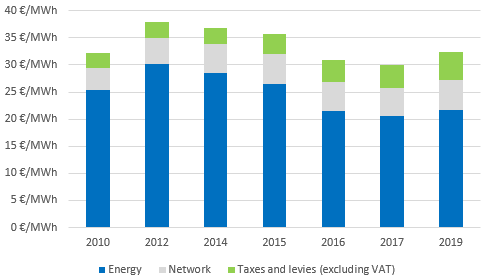 40 €/MWh
35 €/MWh
30 €/MWh
25 €/MWh
20 €/MWh
15 €/MWh
10 €/MWh
5 €/MWh
0 €/MWh
2010 2012 2014 2015 2016 2017 2019
Energy Network Taxes and levies (excluding VAT)